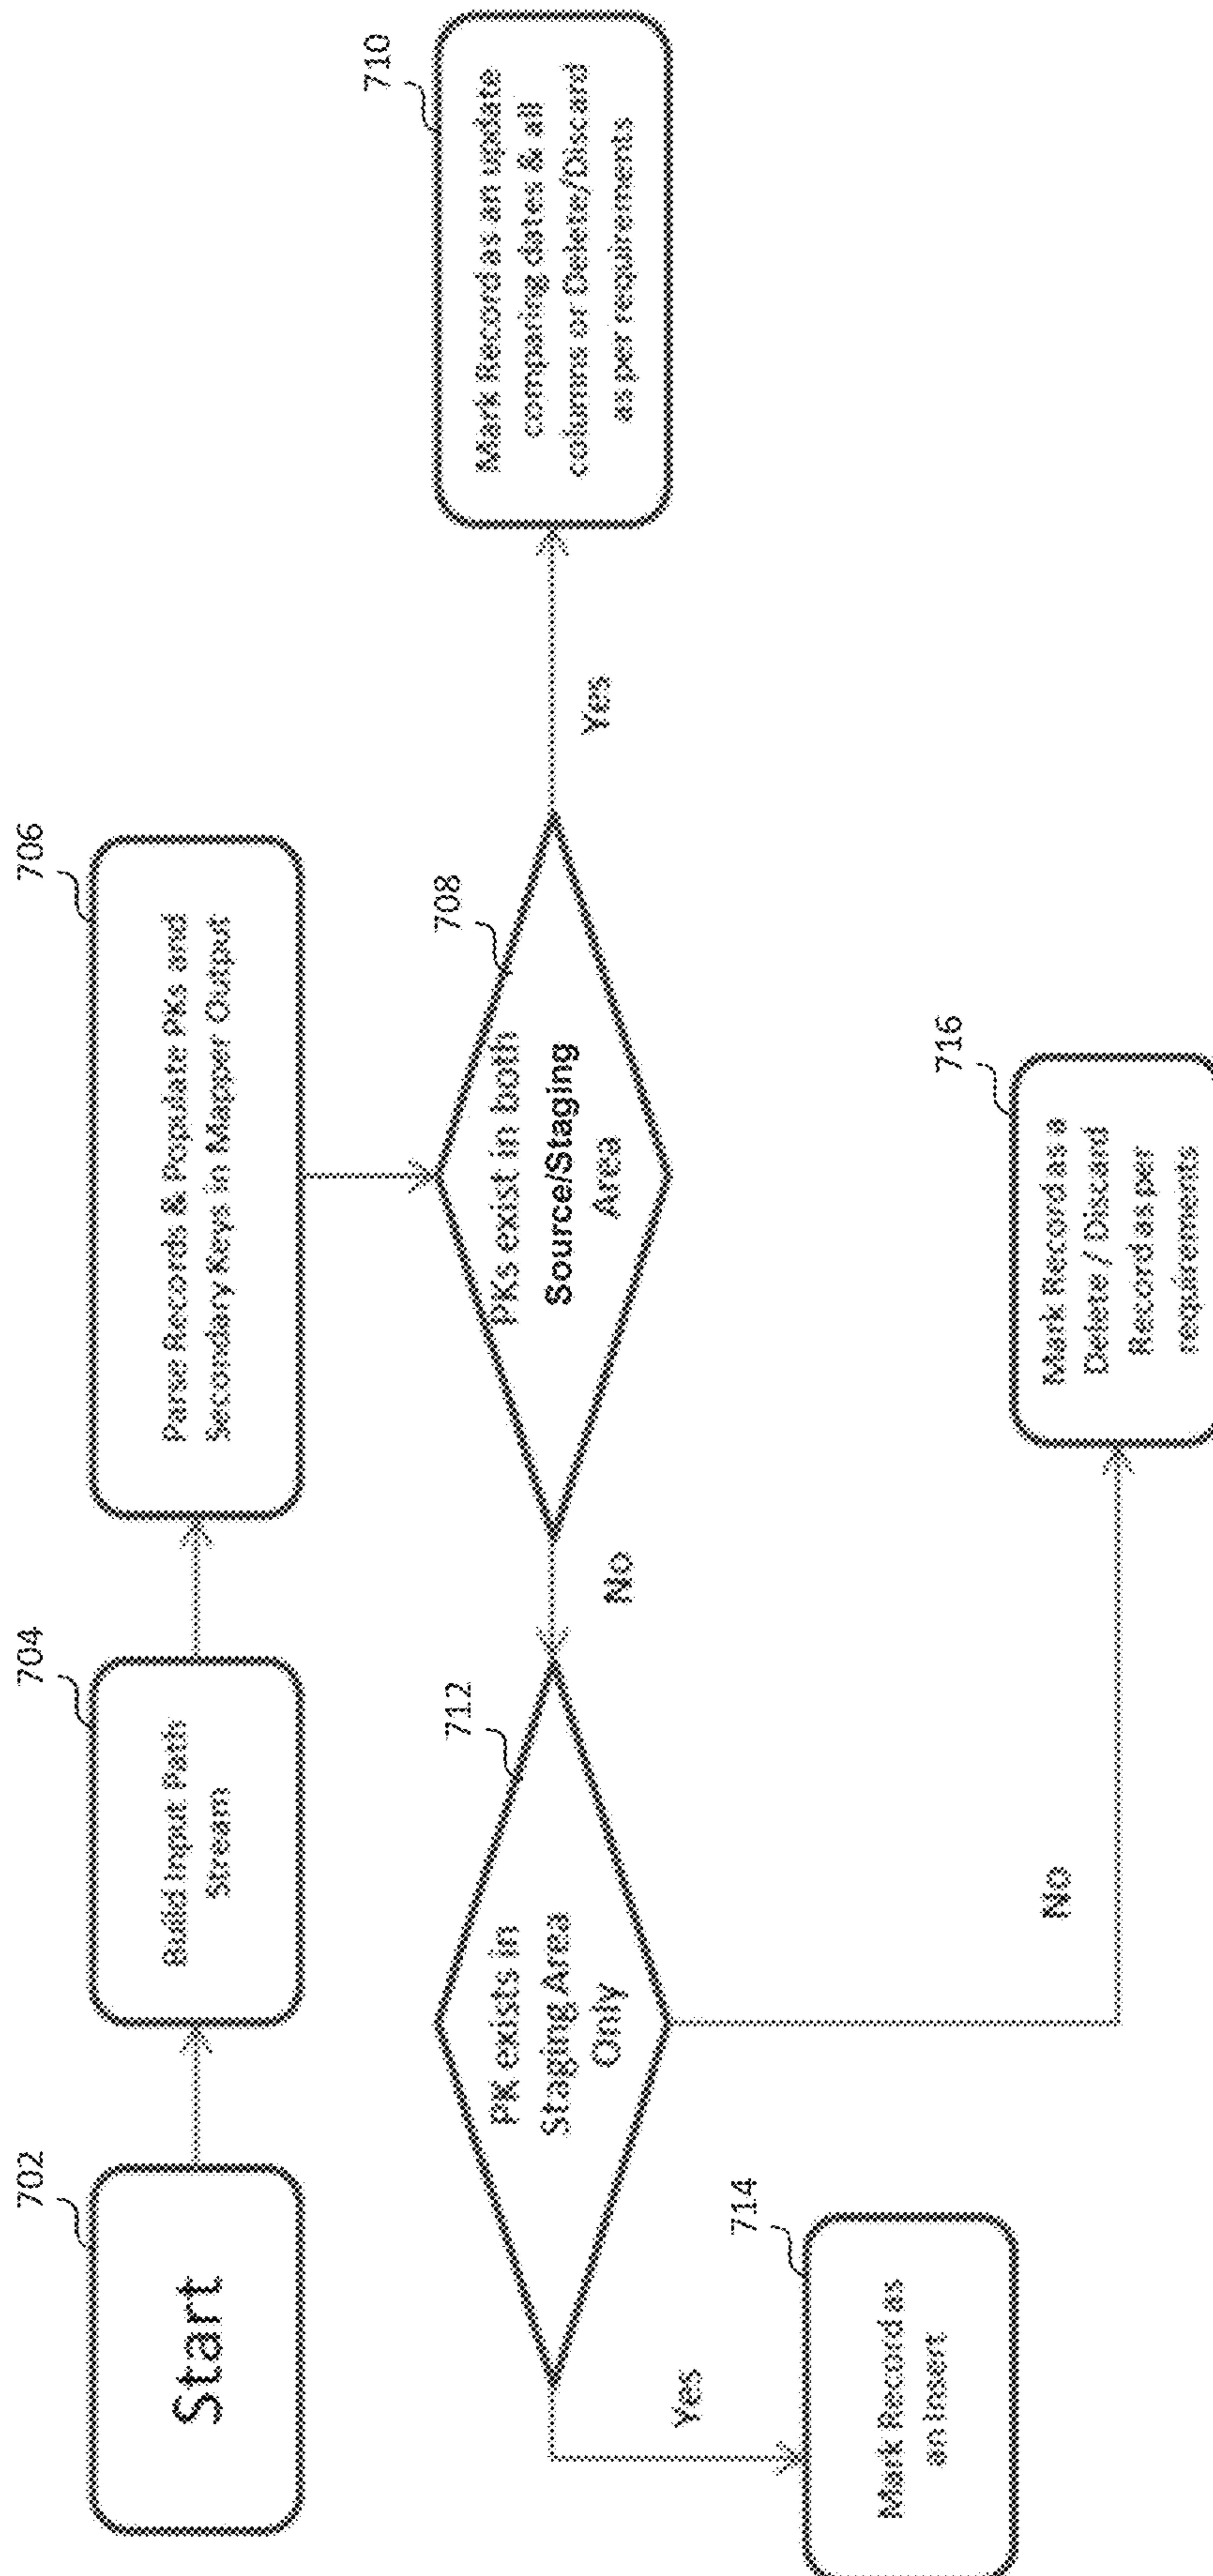 702
Start
704
Build Input Path
Stream
706
Parse Records & Populate PKs and
Secondary Keys in Mapper Output
708
PKs exist in both
Source/Staging
Area
Yes
710
Mark Record as an update
comparing dates & all
columns or Delete/Discard
as per requirements
No
712
PK exists in
Staging Area
Only
Yes
714
Mark Record as
an Insert
No
716
Mark Record as a
Delete / Discard
Record as per
requirements